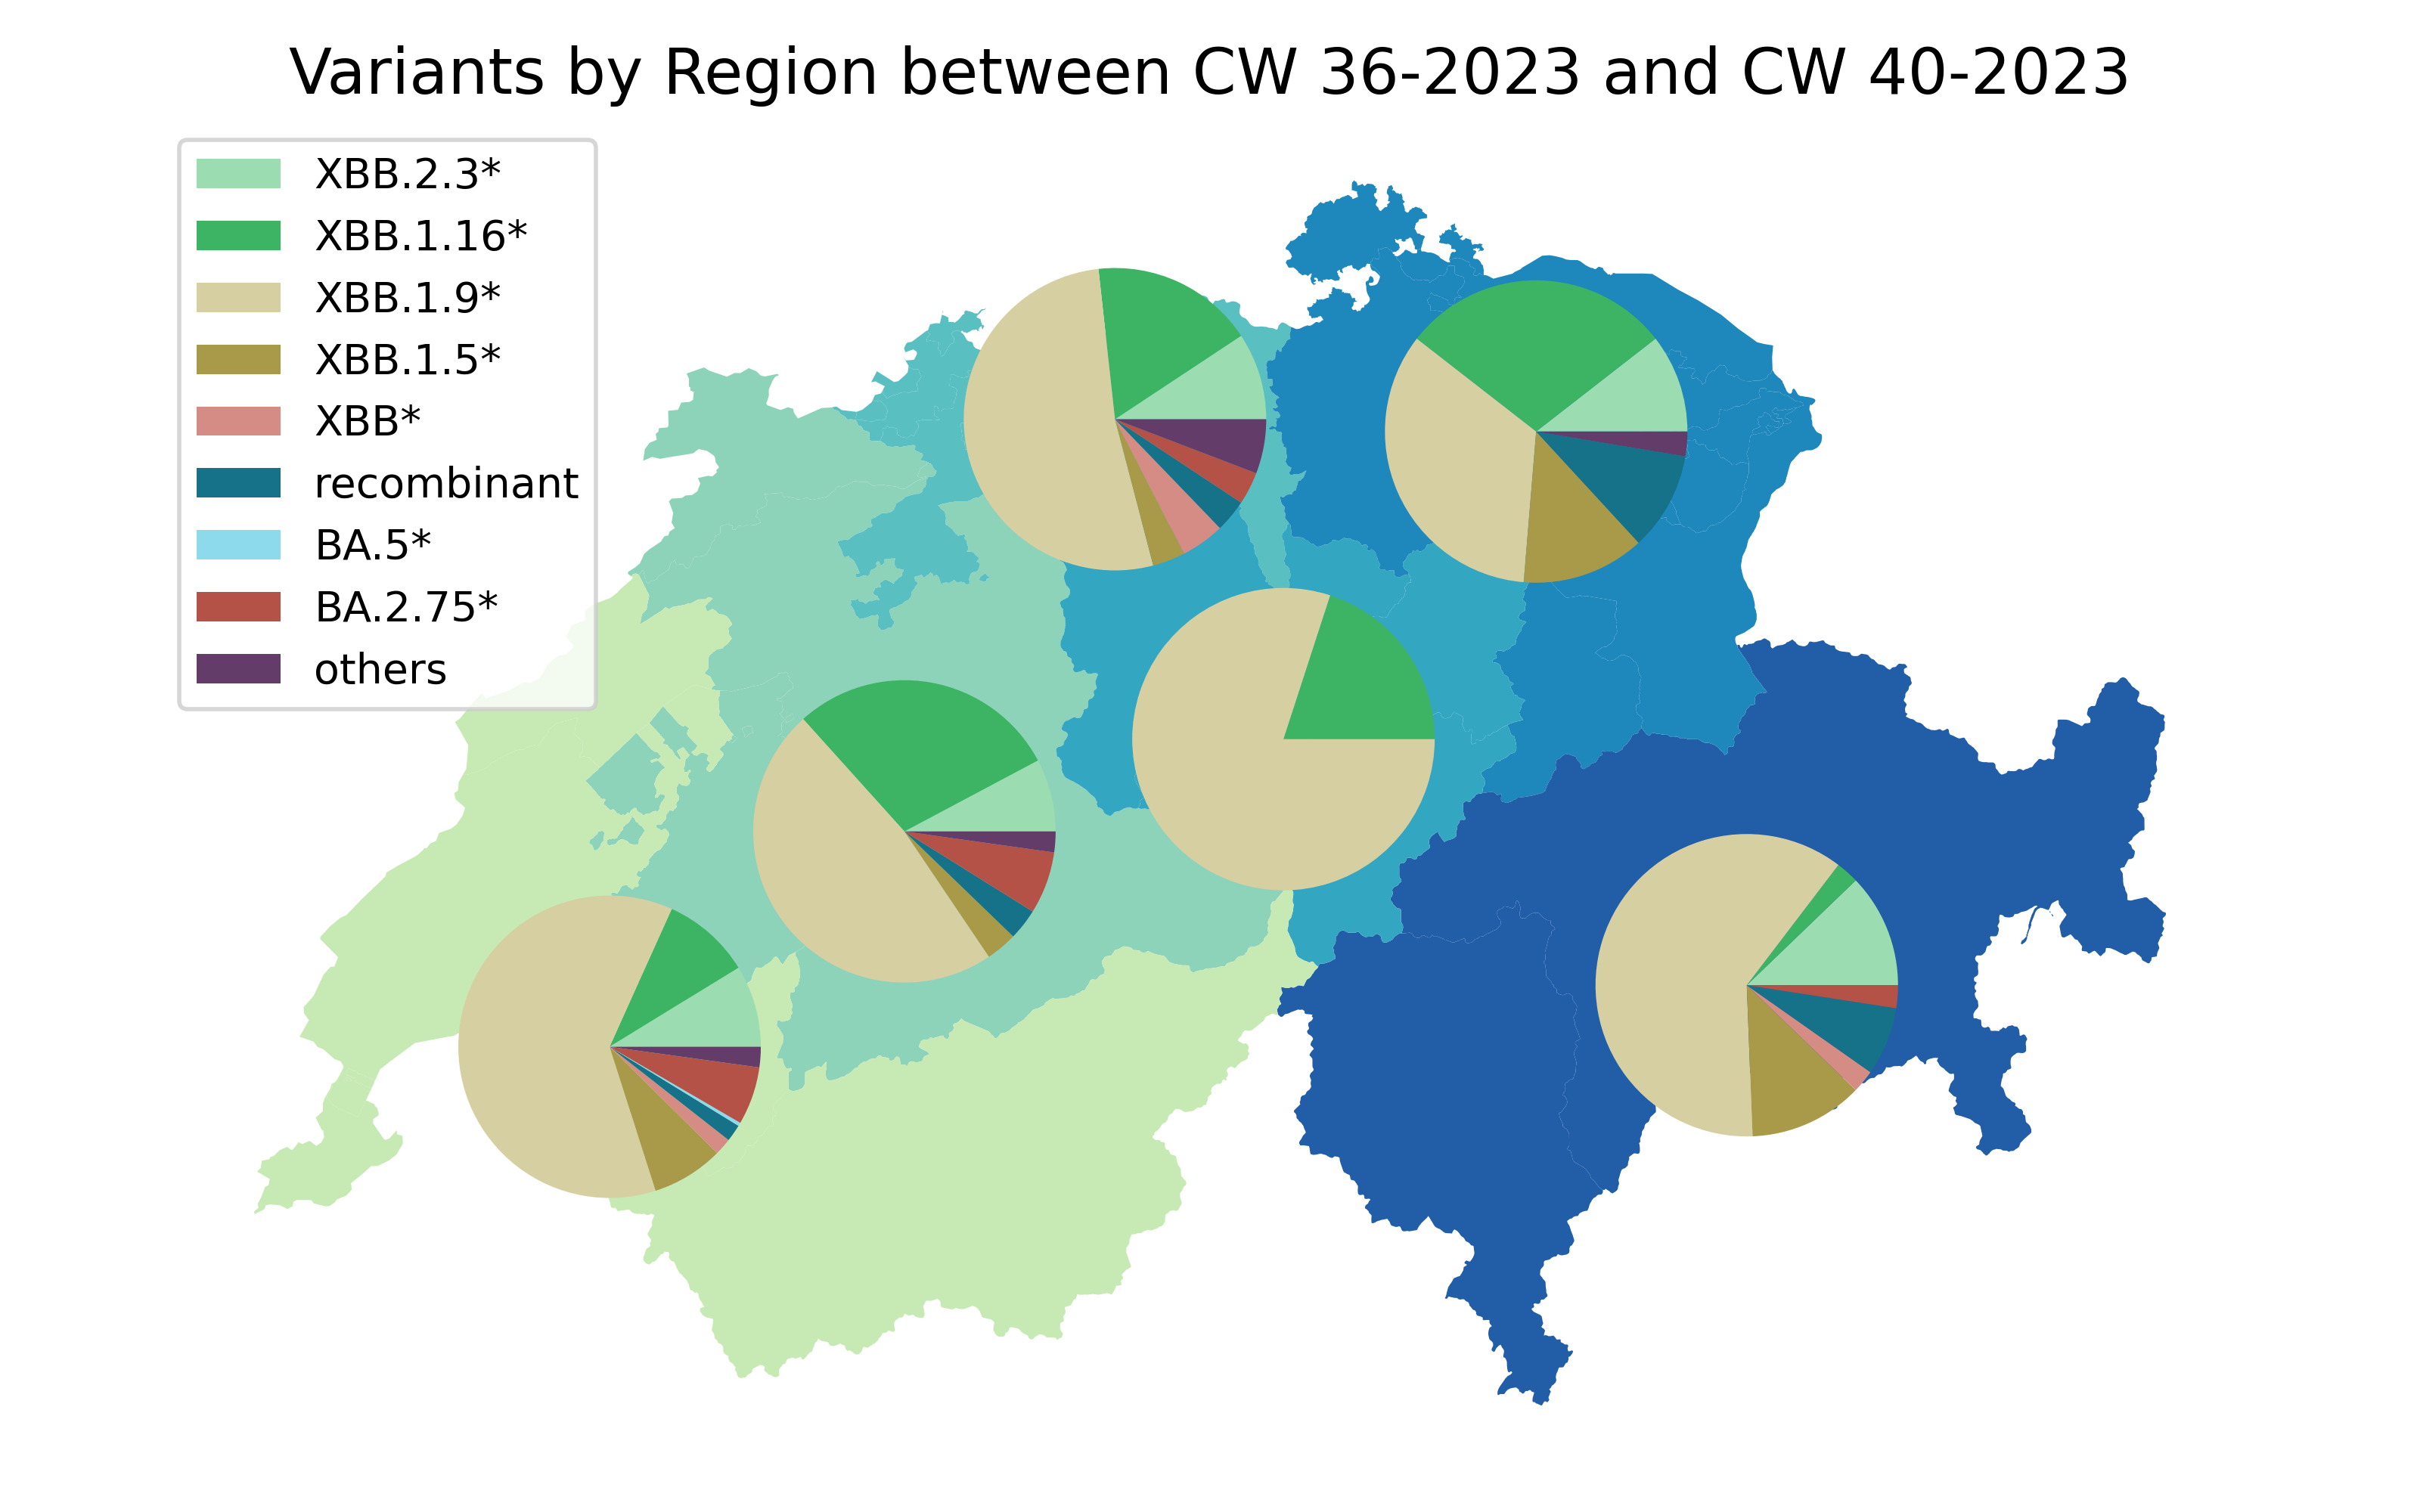 Variants by Region between CW 36-2023 and CW 40-2023
XBB.2.3*
XBB.1.16*
XBB.1.9*
XBB.1.5*
XBB*
recombinant
BA.5*
BA.2.75*
others